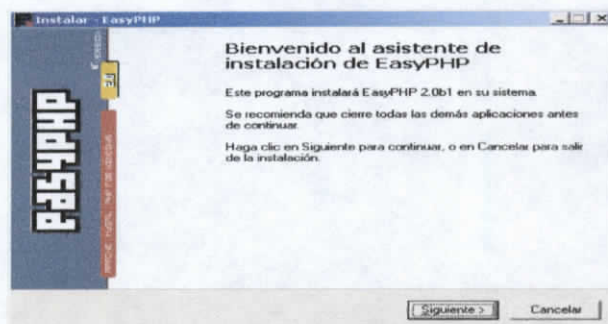 Instalar - EasyPHP
Bienvenido al asistente de
instalación de EasyPHP
Este programa instalará EasyPHP 2.0b1 en su sistema.
Se recomienda que cierre todas las demás aplicaciones antes
de continuar.
Haga clic en Siguiente para continuar, o en Cancelar para salir
de la instalación.
easyPHP
Siguiente >
Cancelar